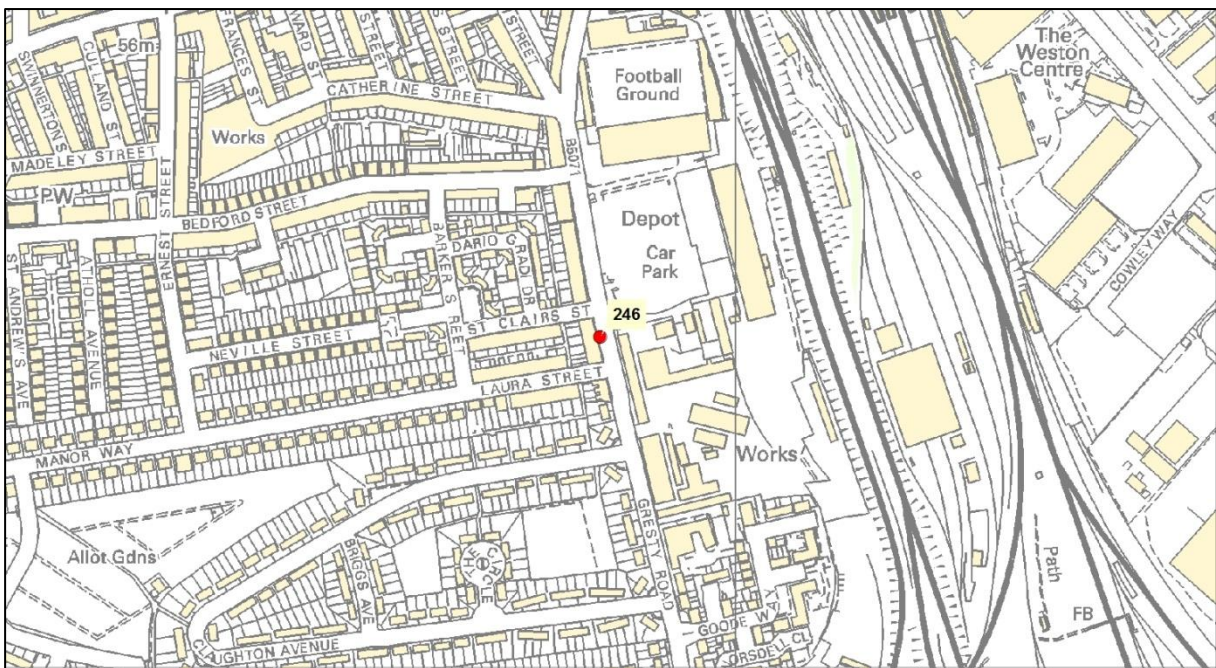 56m
SWINNERTON S
CULLAND ST
FRANCES ST
WARD ST
STREET
STREET
STREET
CATHERINE STREET
Works
MADELEY STREET
PW
ERNEST STREET
BEDFORD STREET
B5071
Football
Ground
The
Weston
Centre
COWLEY WAY
Depot
Car
Park
DARIO GRADI DR
BARKER S REET
ST CLAIRS ST
246
ST ANDREW'S AVE
ATHOLL AVENUE
NEVILLE STREET
LAURA STREET
MANOR WAY
Works
Allot Gdns
BRIGGS AVE
THE CIRCLE
GRESTY ROAD
CLAUGHTON AVENUE
GOODE W Y
ORSDELL CL
Path
FB